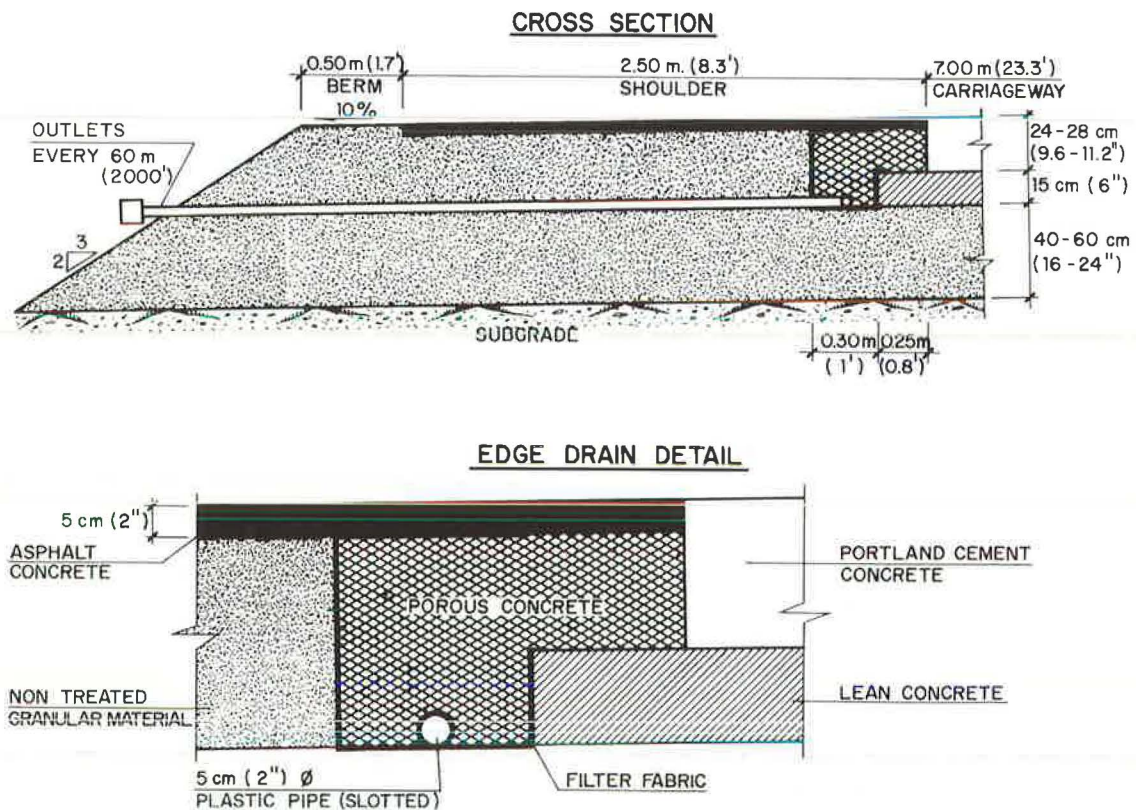 CROSS SECTION
0.50 m (1.7')
BERM
10%
2.50 m. (8.3')
SHOULDER
7.00 m (23.3')
CARRIAGEWAY
OUTLETS
EVERY 60 m
(2000')
24-28 cm
(9.6-11.2")
15 cm (6")
40-60 cm
(16-24")
3
2
SUBGRADE
0.30m
(1')
0.25m
(0.8')
EDGE DRAIN DETAIL
5 cm (2")
ASPHALT
CONCRETE
PORTLAND CEMENT
CONCRETE
POROUS CONCRETE
NON TREATED
GRANULAR MATERIAL
LEAN CONCRETE
5 cm (2") Ø
PLASTIC PIPE (SLOTTED)
FILTER FABRIC